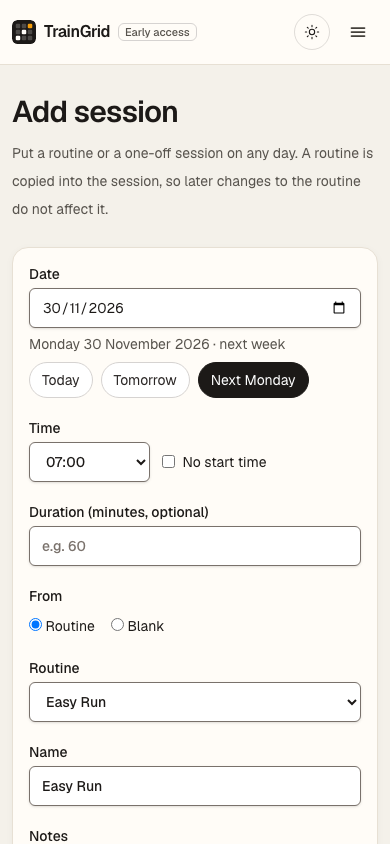 TrainGrid
Early access
Add session
Put a routine or a one-off session on any day. A routine is
copied into the session, so later changes to the routine
do not affect it.
Date
30/11/2026
Monday 30 November 2026 · next week
Today
Tomorrow
Next Monday
Time
07:00
No start time
Duration (minutes, optional)
e.g. 60
From
Routine
Blank
Routine
Easy Run
Name
Easy Run
Notes